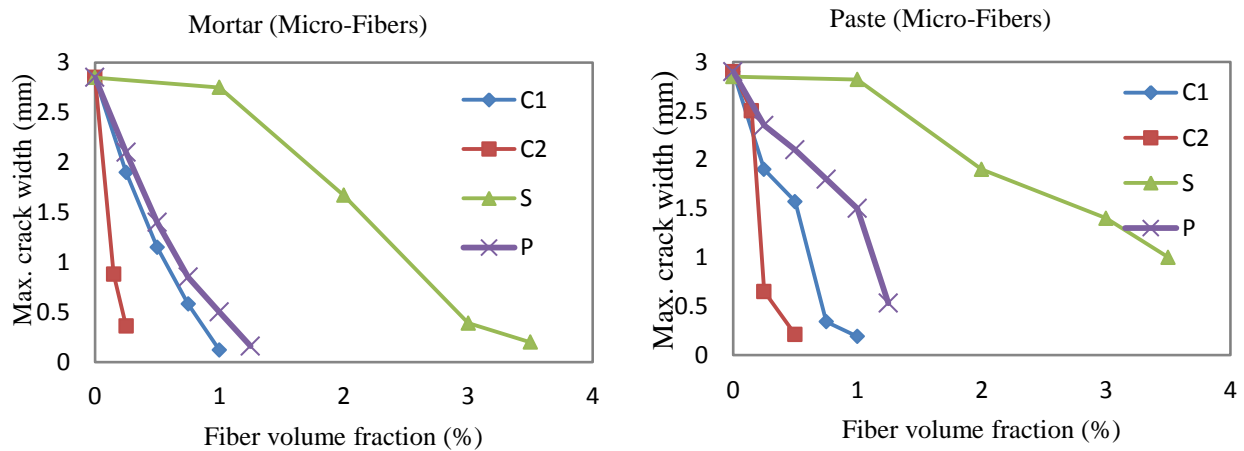 Mortar (Micro-Fibers)
Max. crack width (mm)
3
2.5
2
1.5
1
0.5
0
0 1 2 3 4
Fiber volume fraction (%)
C1
C2
S
P
Paste (Micro-Fibers)
Max. crack width (mm)
3
2.5
2
1.5
1
0.5
0
0 1 2 3 4
Fiber volume fraction (%)
C1
C2
S
P